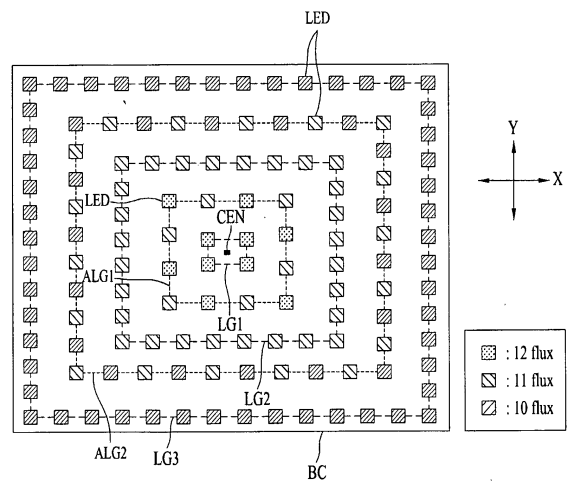 LED
Y
X
LED
CEN
ALG1
LG1
LG2
: 12 flux
: 11 flux
: 10 flux
ALG2
LG3
BC